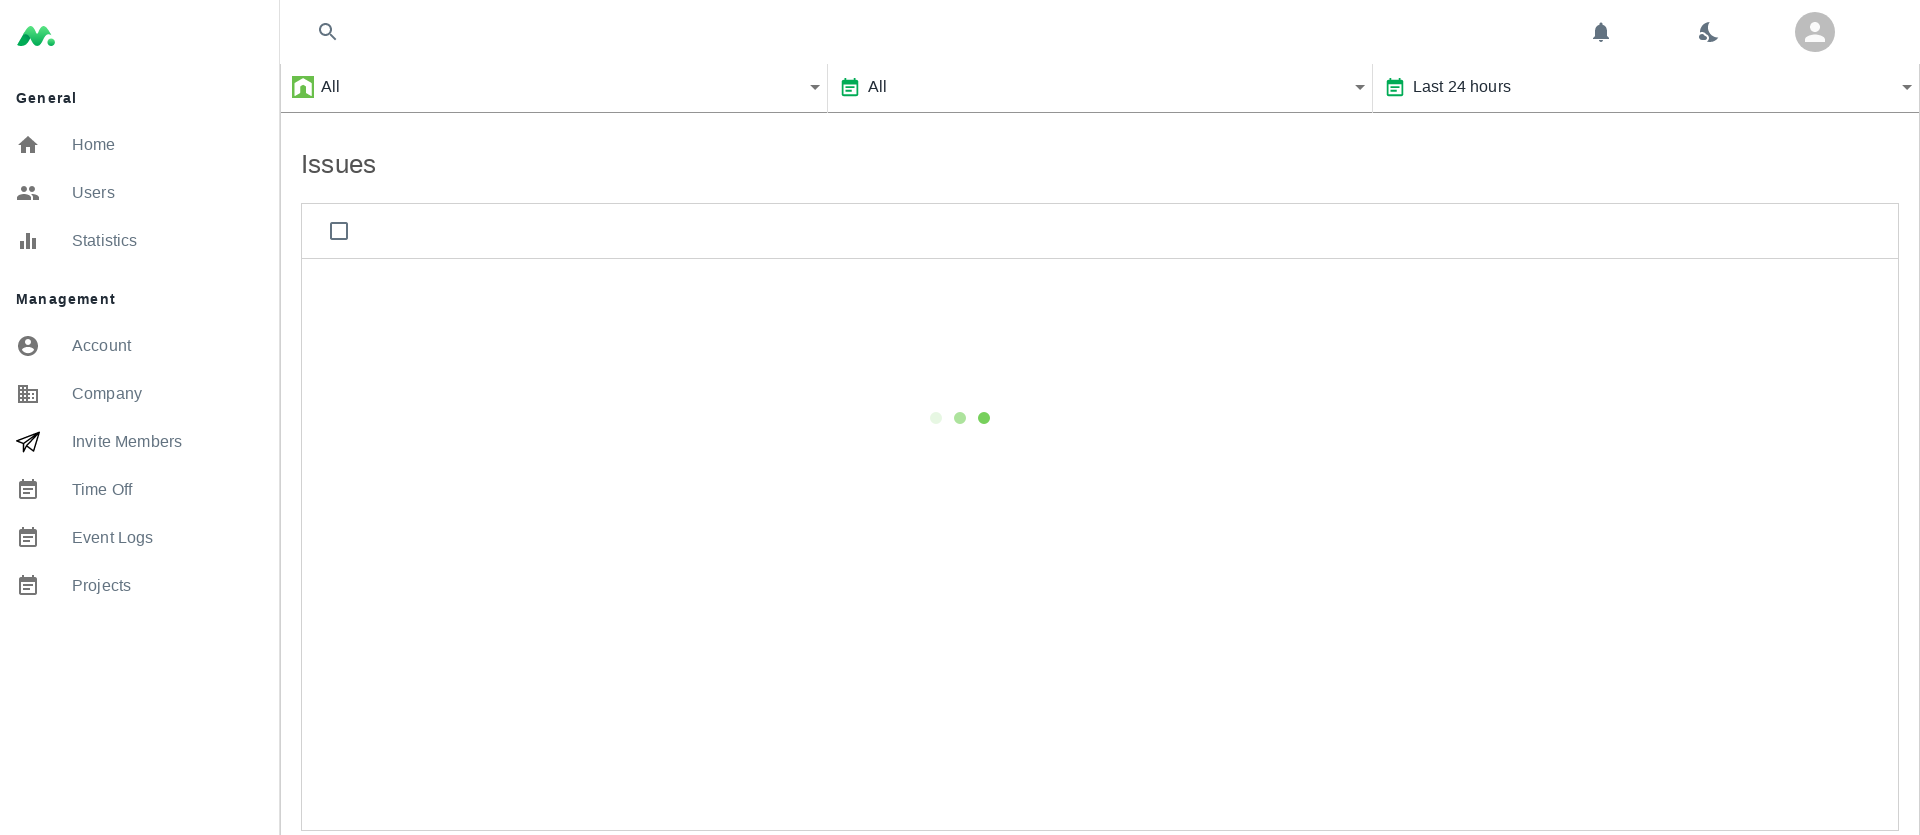 General
Home
Users
Statistics
Management
Account
Company
Invite Members
Time Off
Event Logs
Projects
All
All
Last 24 hours
Issues